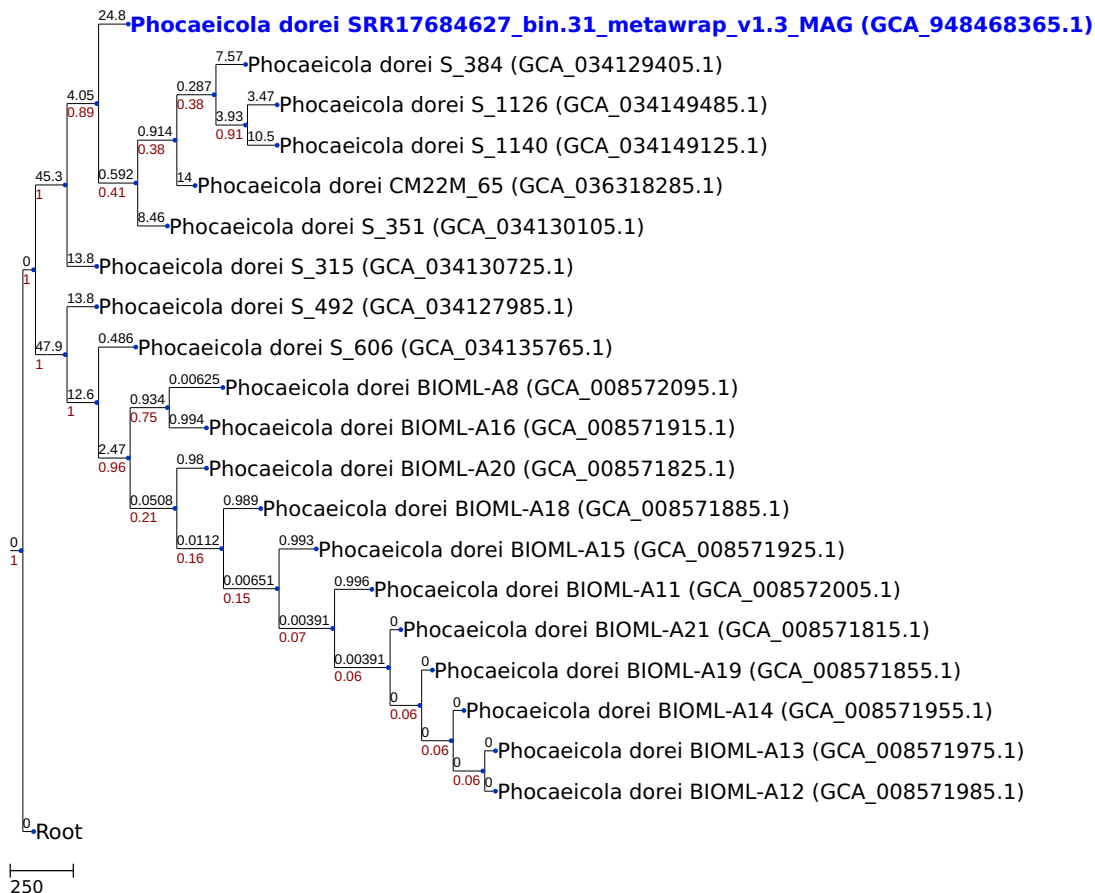 24.8
Phocaeicola dorei SRR17684627_bin.31_metawrap_v1.3_MAG (GCA_948468365.1)
7.57
Phocaeicola dorei S_384 (GCA_034129405.1)
4.05
0.89
0.287
0.38
3.47
Phocaeicola dorei S_1126 (GCA_034149485.1)
3.93
0.91
0.914
0.38
10.5
Phocaeicola dorei S_1140 (GCA_034149125.1)
45.3
1
0.592
0.41
14
Phocaeicola dorei CM22M_65 (GCA_036318285.1)
8.46
Phocaeicola dorei S_351 (GCA_034130105.1)
0
1
13.8
Phocaeicola dorei S_315 (GCA_034130725.1)
13.8
Phocaeicola dorei S_492 (GCA_034127985.1)
47.9
1
0.486
Phocaeicola dorei S_606 (GCA_034135765.1)
0.00625
Phocaeicola dorei BIOML-A8 (GCA_008572095.1)
12.6
1
0.934
0.75
0.994
Phocaeicola dorei BIOML-A16 (GCA_008571915.1)
2.47
0.96
0.98
Phocaeicola dorei BIOML-A20 (GCA_008571825.1)
0.0508
0.21
0.989
Phocaeicola dorei BIOML-A18 (GCA_008571885.1)
0
1
0.0112
0.16
0.993
Phocaeicola dorei BIOML-A15 (GCA_008571925.1)
0.00651
0.15
0.996
Phocaeicola dorei BIOML-A11 (GCA_008572005.1)
0.00391
0.07
0
Phocaeicola dorei BIOML-A21 (GCA_008571815.1)
0.00391
0.06
0
Phocaeicola dorei BIOML-A19 (GCA_008571855.1)
0
0.06
0
Phocaeicola dorei BIOML-A14 (GCA_008571955.1)
0
0.06
0
Phocaeicola dorei BIOML-A13 (GCA_008571975.1)
0
0.06
0
Phocaeicola dorei BIOML-A12 (GCA_008571985.1)
0
Root
250